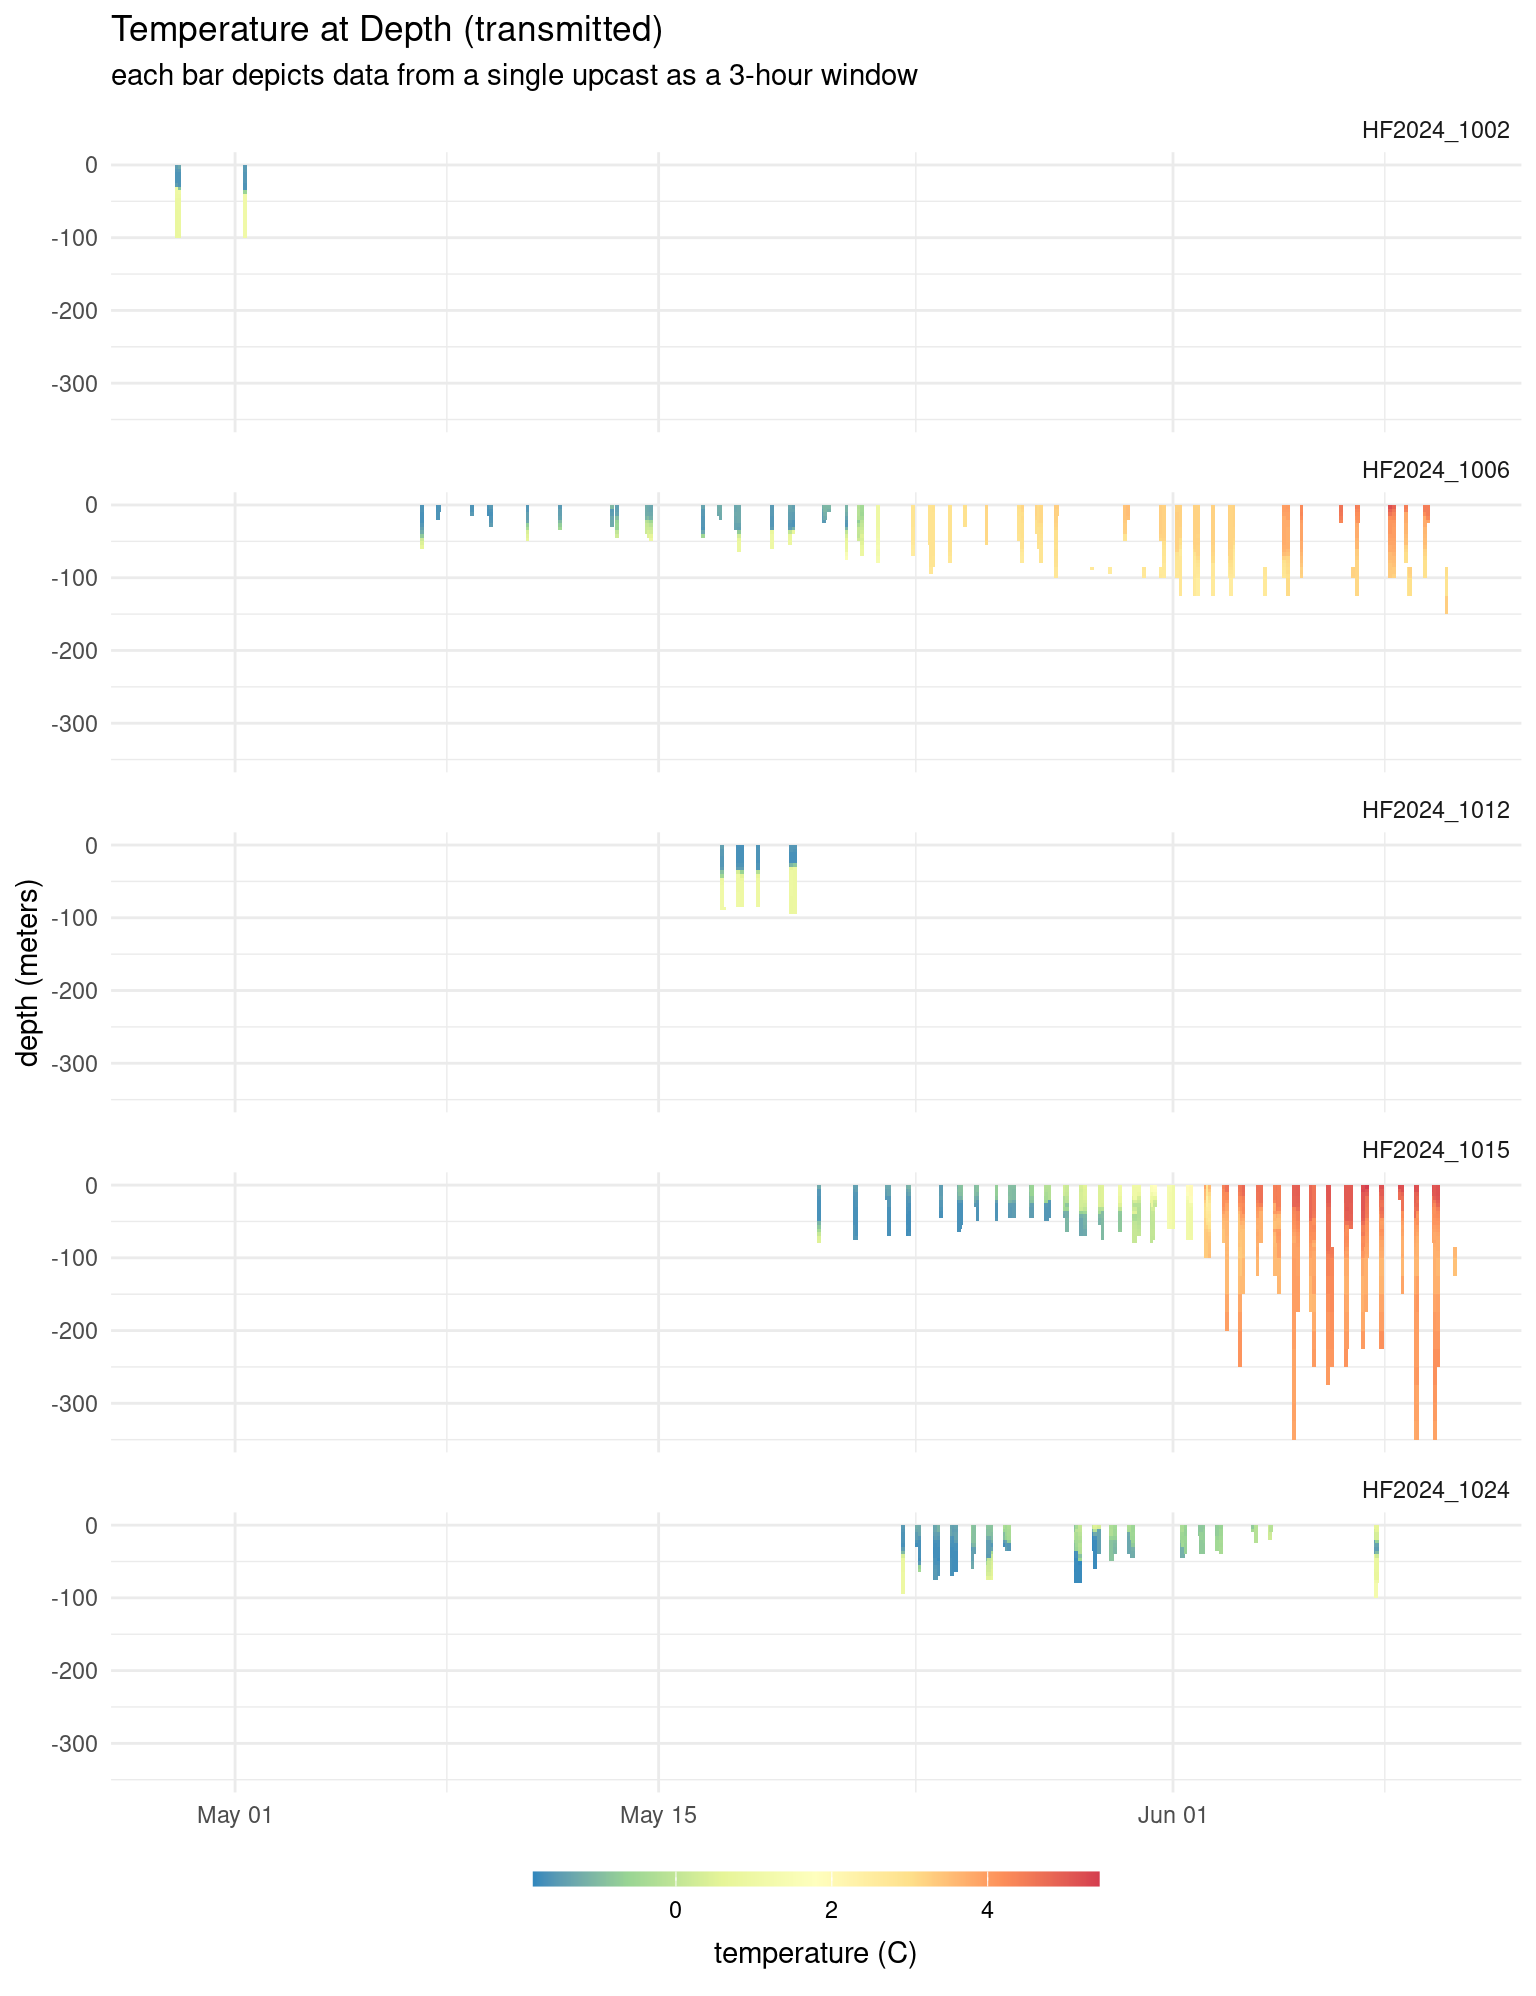 Temperature at Depth (transmitted)
each bar depicts data from a single upcast as a 3-hour window
HF2024_1002
0
-100
-200
-300
HF2024_1006
0
-100
-200
-300
HF2024_1012
0
-100
-200
-300
depth (meters)
HF2024_1015
0
-100
-200
-300
HF2024_1024
0
-100
-200
-300
May 01 May 15 Jun 01
0 2 4
temperature (C)